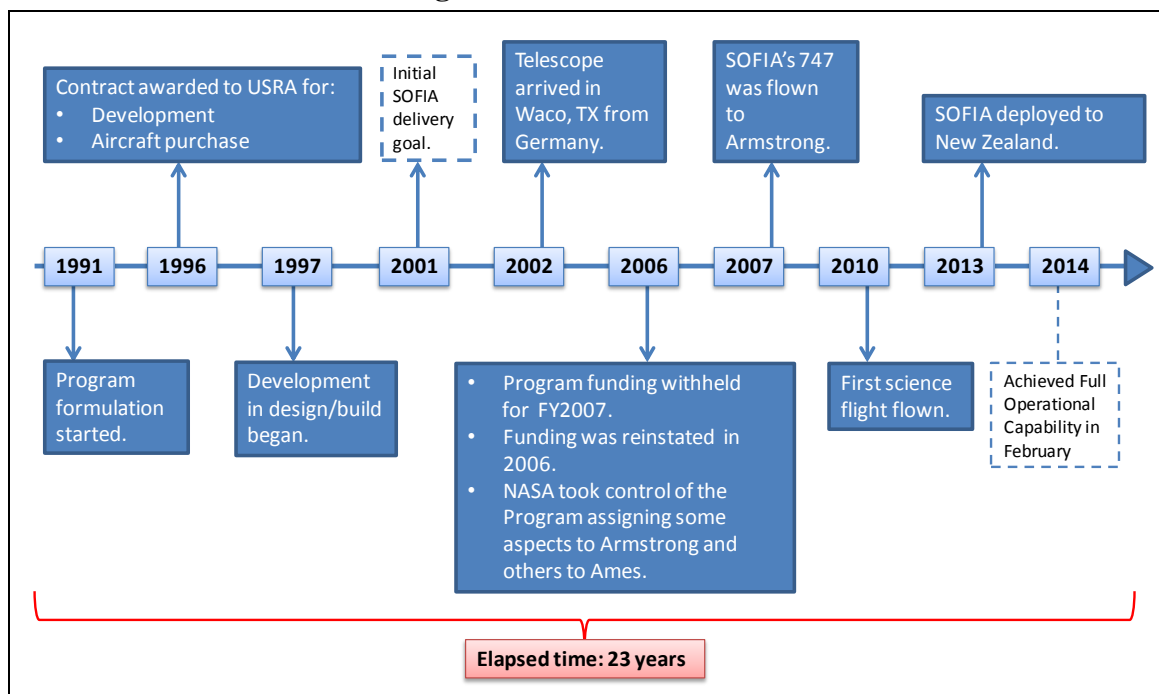 Contract awarded to USRA for:
• Development
• Aircraft purchase
Initial
SOFIA
delivery
goal.
Telescope
arrived in
Waco, TX from
Germany.
SOFIA's 747
was flown
to
Armstrong.
SOFIA deployed to
New Zealand.
1991
1996
1997
2001
2002
2006
2007
2010
2013
2014
Program
formulation
started.
Development
in design/build
began.
• Program funding withheld
for FY2007.
• Funding was reinstated in
2006.
• NASA took control of the
Program assigning some
aspects to Armstrong and
others to Ames.
First science
flight flown.
Achieved Full
Operational
Capability in
February
Elapsed time: 23 years